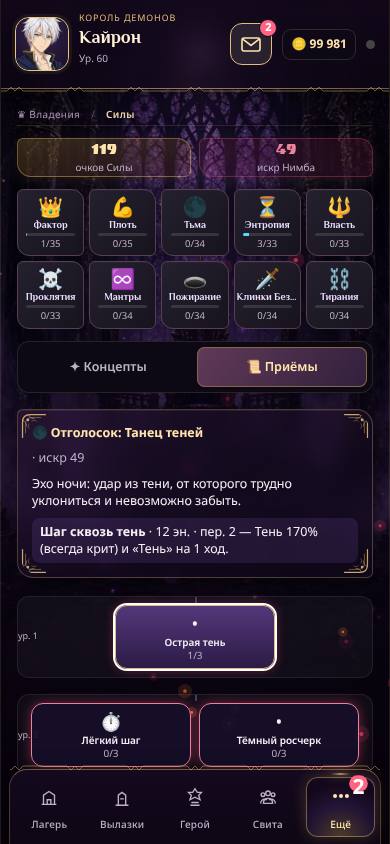 КОРОЛЬ ДЕМОНОВ
Кайрон
Ур. 60
2
99 981
Владения / Силы
119
очков Силы
49
искр Нимба
Фактор
1/35
Плоть
0/35
Тьма
0/34
Энтропия
3/33
Власть
0/33
Проклятия
0/33
Мантры
0/34
Пожирание
0/34
Клинки Без...
0/34
Тирания
0/34
Концепты
Приёмы
Отголосок: Танец теней
· искр 49
Эхо ночи: удар из тени, от которого трудно
уклониться и невозможно забыть.
Шаг сквозь тень · 12 эн. · пер. 2 — Тень 170%
(всегда крит) и «Тень» на 1 ход.
ур. 1
Острая тень
1/3
ур.
Лёгкий шаг
0/3
Тёмный росчерк
0/3
Лагерь
Вылазки
Герой
Свита
2
Ещё